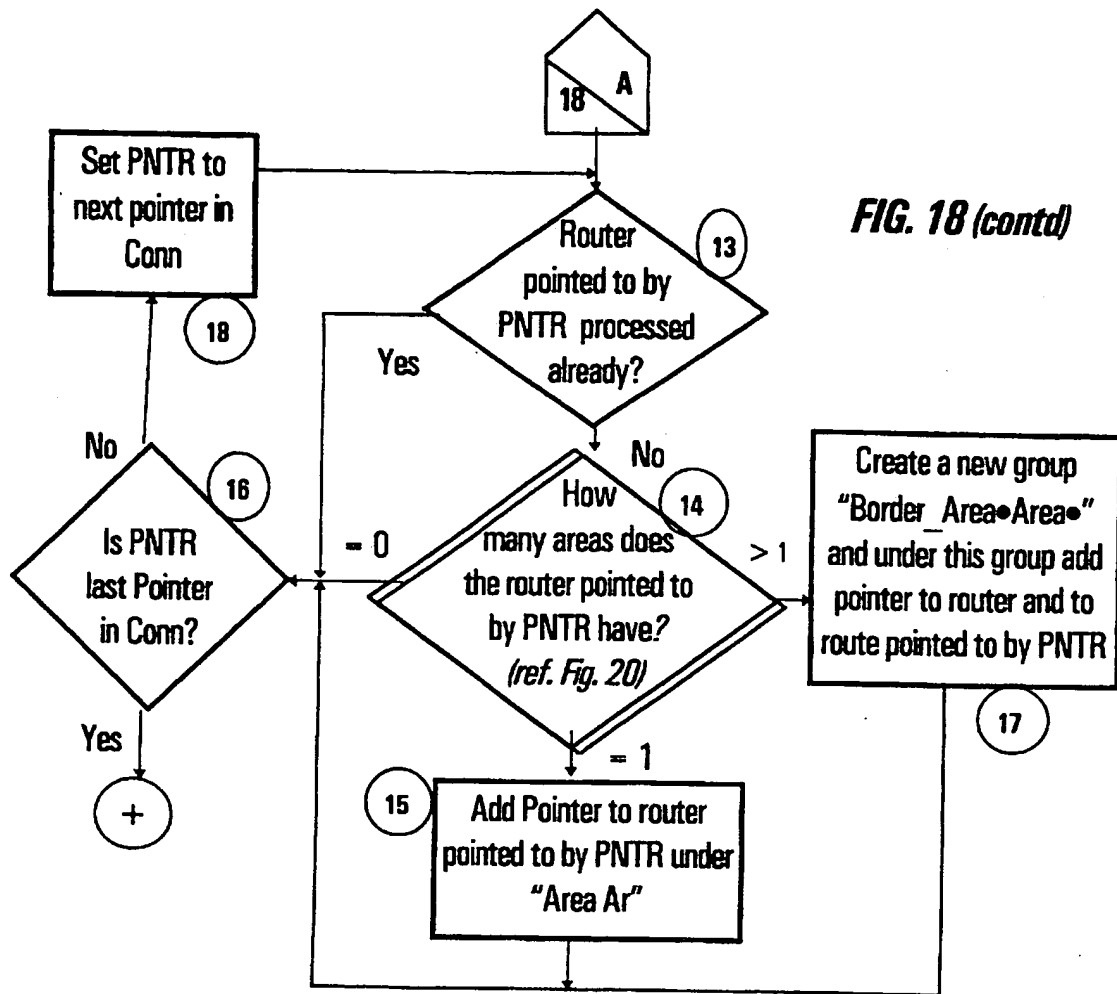 18 A
Set PNTR to
next pointer in
Conn
18
FIG. 18 (contd)
Router
pointed to by
PNTR processed
already?
13
Yes
No
No
16
Is PNTR
last Pointer
in Conn?
Yes
+
= 0
How
many areas does
the router pointed to
by PNTR have?
(ref. Fig. 20)
14
> 1
= 1
Create a new group
“Border_Area•Area•”
and under this group add
pointer to router and to
route pointed to by PNTR
17
15
Add Pointer to router
pointed to by PNTR under
“Area Ar”